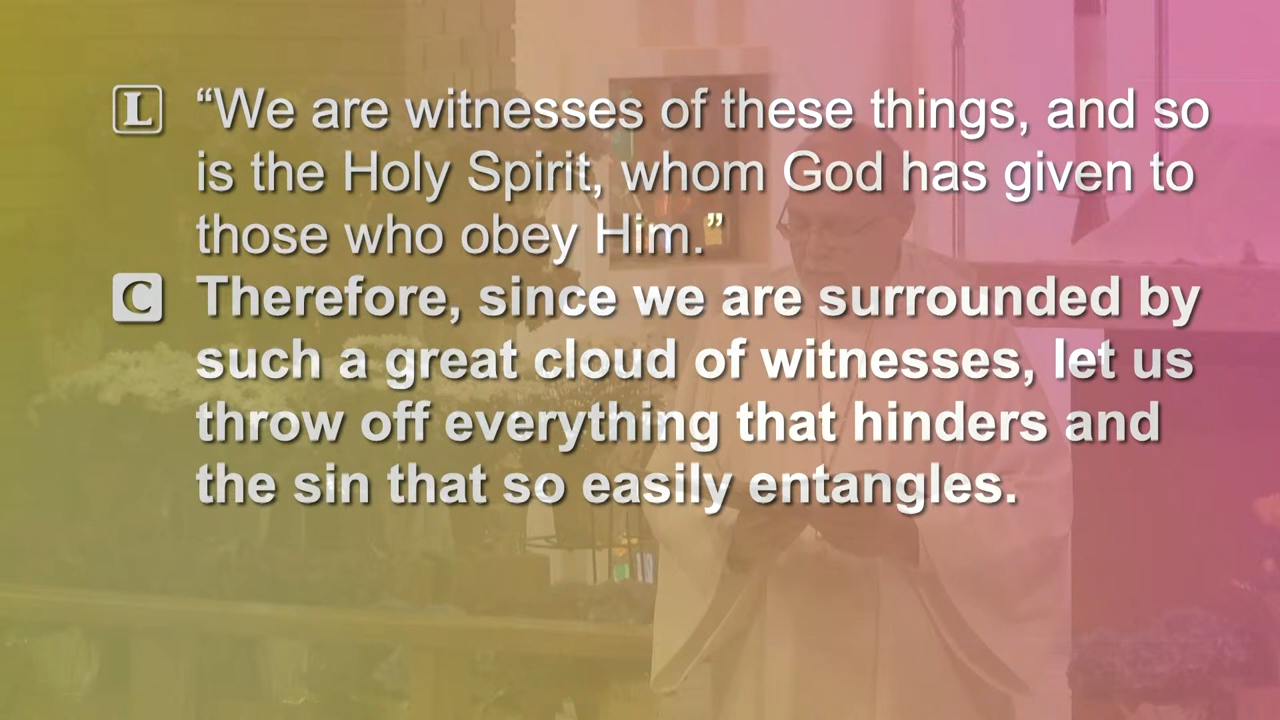 L “We are witnesses of these things, and so
is the Holy Spirit, whom God has given to
those who obey Him.”
C Therefore, since we are surrounded by
such a great cloud of witnesses, let us
throw off everything that hinders and
the sin that so easily entangles.